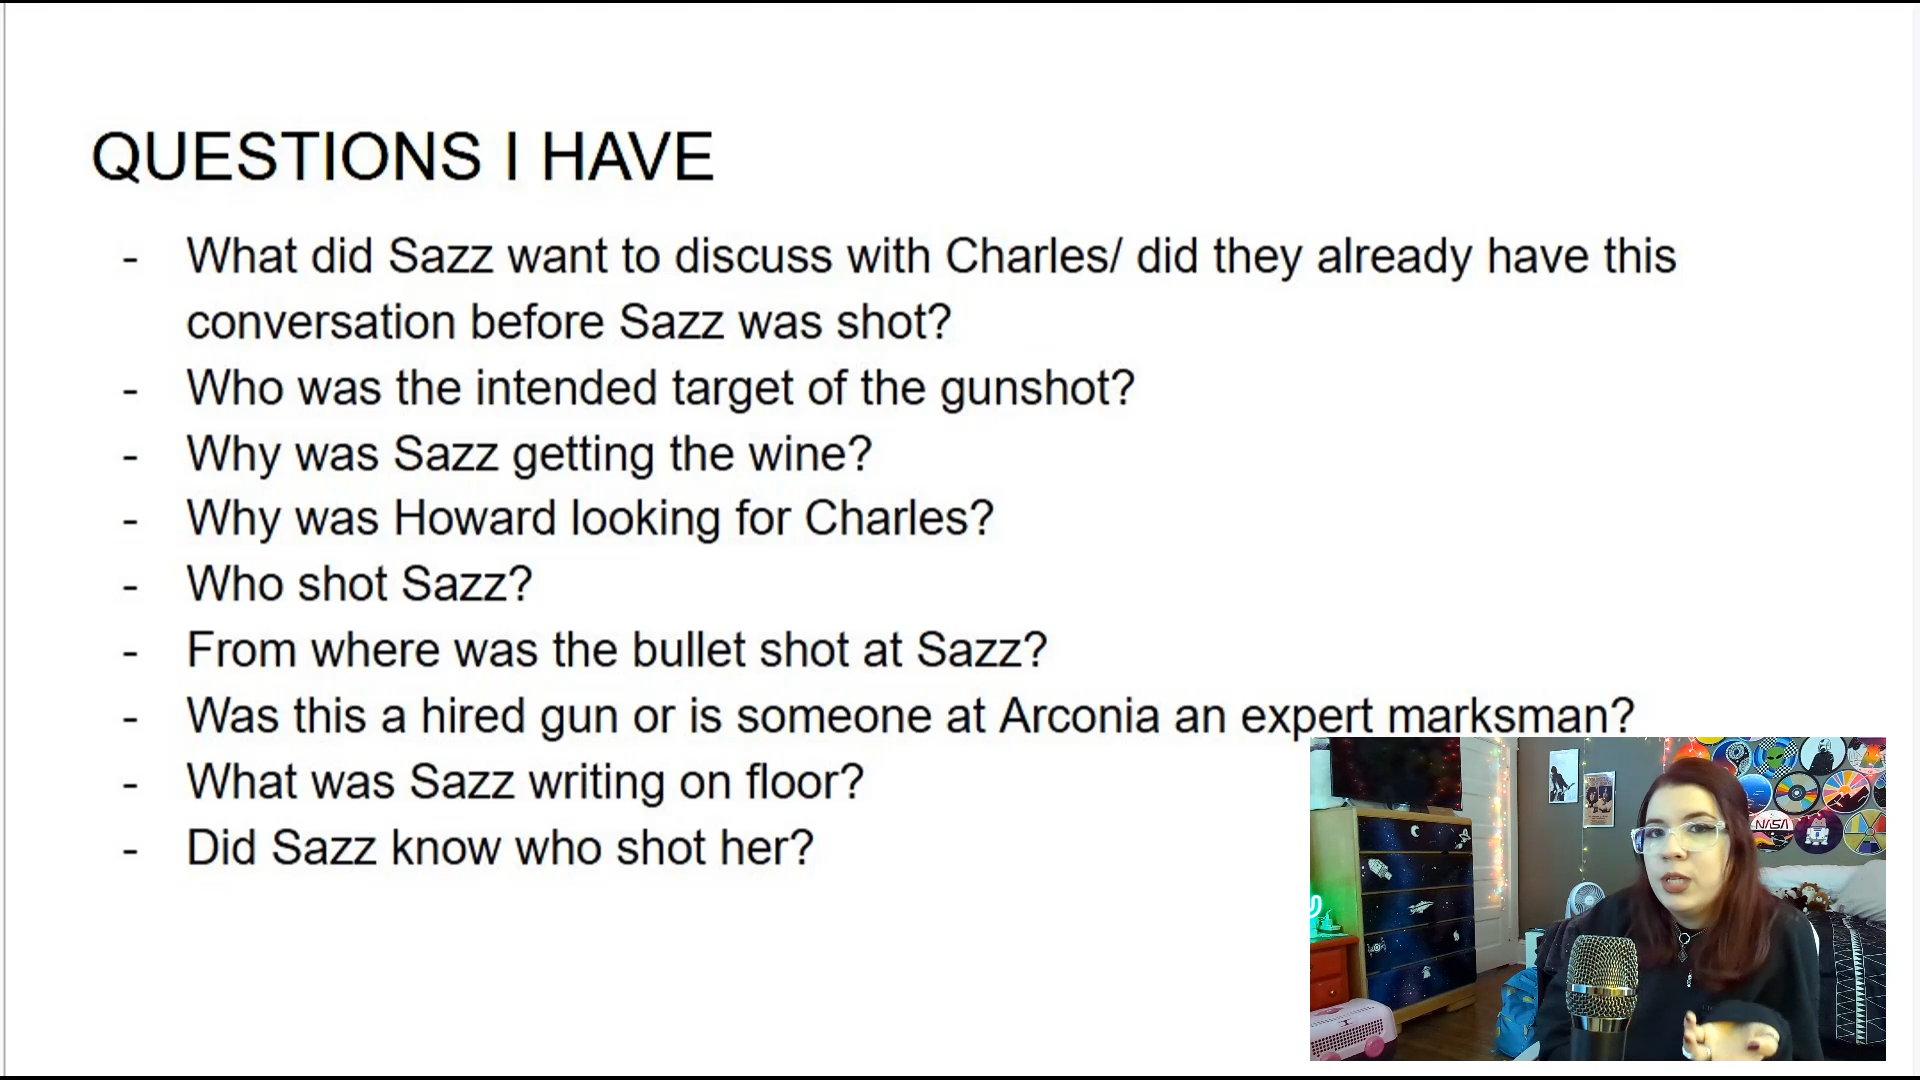 QUESTIONS I HAVE
- What did Sazz want to discuss with Charles/ did they already have this
conversation before Sazz was shot?
- Who was the intended target of the gunshot?
- Why was Sazz getting the wine?
- Why was Howard looking for Charles?
- Who shot Sazz?
- From where was the bullet shot at Sazz?
- Was this a hired gun or is someone at Arconia an expert marksman?
- What was Sazz writing on floor?
- Did Sazz know who shot her?
NASA